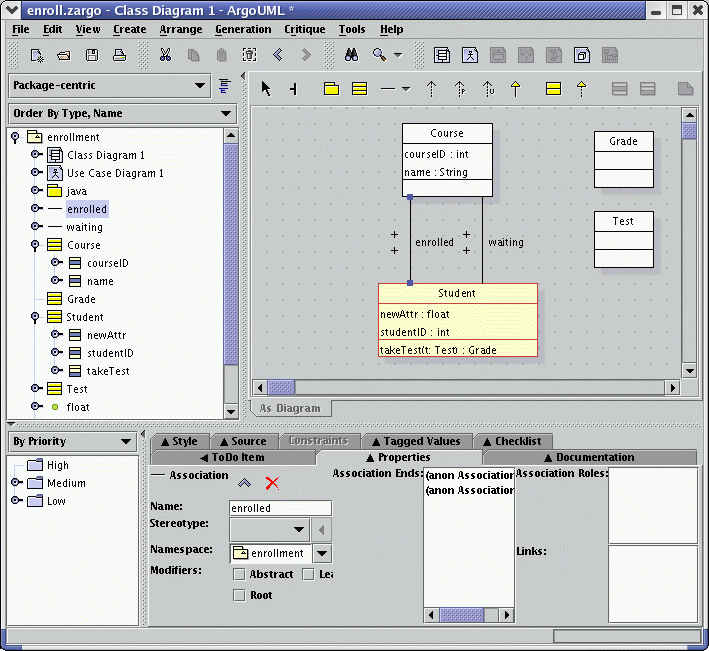 enroll.zargo - Class Diagram 1 - ArgoUML *
File Edit View Create Arrange Generation Critique Tools Help
Package-centric
Order By Type, Name
enrollment
Class Diagram 1
Use Case Diagram 1
java
enrolled
waiting
Course
courseID
name
Grade
Student
newAttr
studentID
takeTest
Test
float
Course
courseID : int
name : String
Grade
Test
+ +
+ enrolled + waiting
Student
newAttr : float
studentID : int
takeTest(t: Test) : Grade
As Diagram
By Priority
High
Medium
Low
▲ Style ▲ Source Constraints ▲ Tagged Values ▲ Checklist
◀ ToDo Item ▲ Properties ▲ Documentation
Association
Name:
enrolled
Stereotype:
Namespace:
enrollment
Modifiers:
Abstract
Root
Association Ends:
(anon Association
(anon Association
Association Roles:
Links: